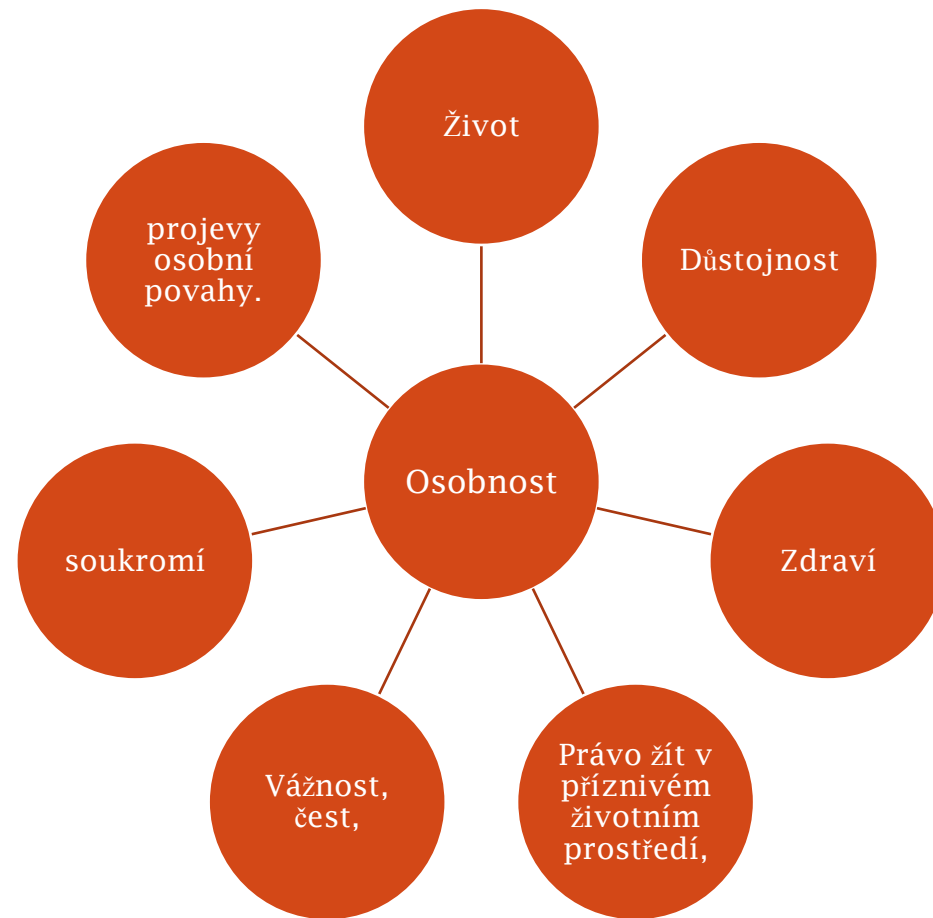 Život
Důstojnost
Zdraví
Právo žít v
příznivém
životním
prostředí,
Vážnost,
čest,
soukromí
projevy
osobní
povahy.
Osobnost